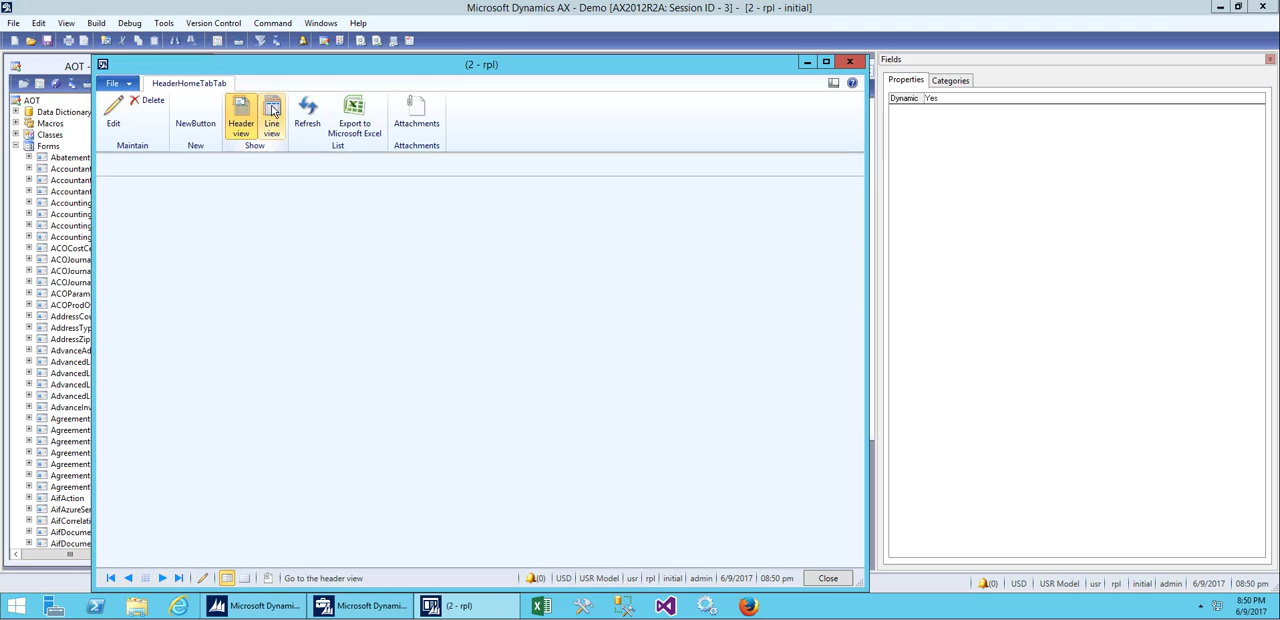 Microsoft Dynamics AX - Demo [AX2012R2A: Session ID - 3] - [2 - rpl - initial]
File Edit View Build Debug Tools Version Control Command Windows Help
AOT -
(2 - rpl)
Fields
File HeaderHomeTabTab
Properties Categories
Dynamic Yes
Edit
Delete
Maintain
NewButton
New
Header view
Line view
Show
Refresh
Export to Microsoft Excel
List
Attachments
Attachments
AOT
Data Dictionary
Macros
Classes
Forms
Abatement
Accountant
Accountant
Accountant
Accounting
Accounting
Accounting
Accounting
ACOCostCe
ACOJourna
ACOJourna
ACOJourna
ACOParam
ACOProdO
AddressCou
AddressTyp
AddressZip
AdvanceAd
AdvancedL
AdvancedL
AdvancedL
AdvancedL
AdvanceInv
Agreement
Agreement
Agreement
Agreement
Agreement
Agreement
Agreement
AifAction
AifAzureSer
AifCorrelati
AifDocume
AifDocume
Go to the header view
(0) USD USR Model usr rpl initial admin 6/9/2017 08:50 pm Close
(0) USD USR Model usr rpl initial admin 6/9/2017 08:50 pm
Microsoft Dynami...
Microsoft Dynami...
(2 - rpl)
8:50 PM
6/9/2017